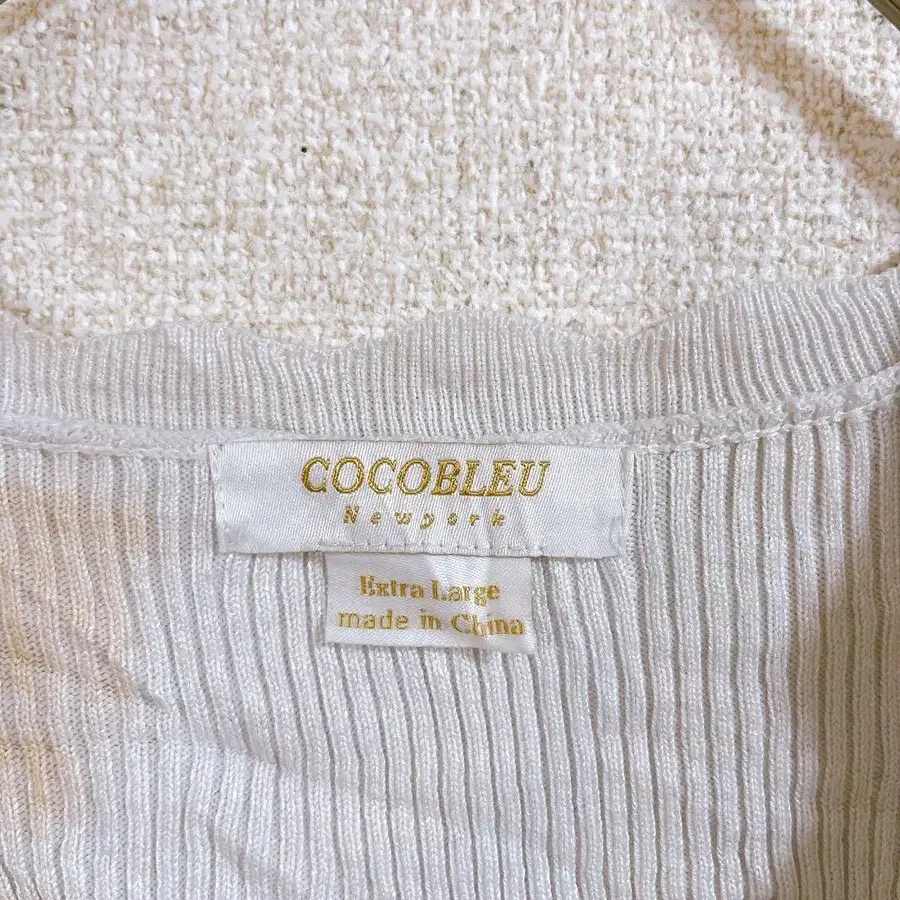 COCOBLEU
Newyork
Extra Large
made in China